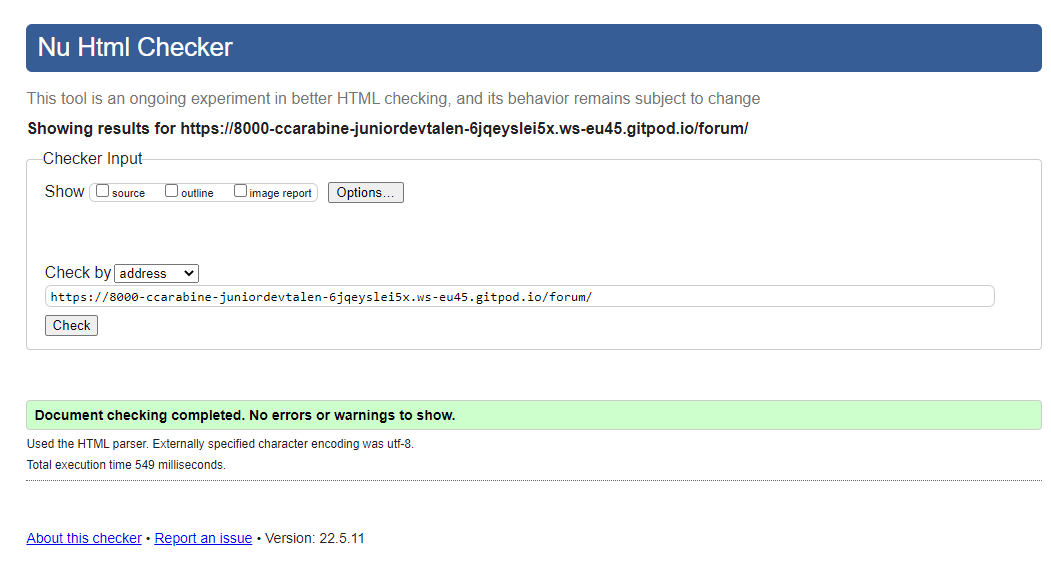 Nu Html Checker
This tool is an ongoing experiment in better HTML checking, and its behavior remains subject to change
Showing results for https://8000-ccarabine-juniordevtalen-6jqeyslei5x.ws-eu45.gitpod.io/forum/
Checker Input
Show source outline image report Options...
Check by address
https://8000-ccarabine-juniordevtalen-6jqeyslei5x.ws-eu45.gitpod.io/forum/
Check
Document checking completed. No errors or warnings to show.
Used the HTML parser. Externally specified character encoding was utf-8.
Total execution time 549 milliseconds.
About this checker • Report an issue • Version: 22.5.11